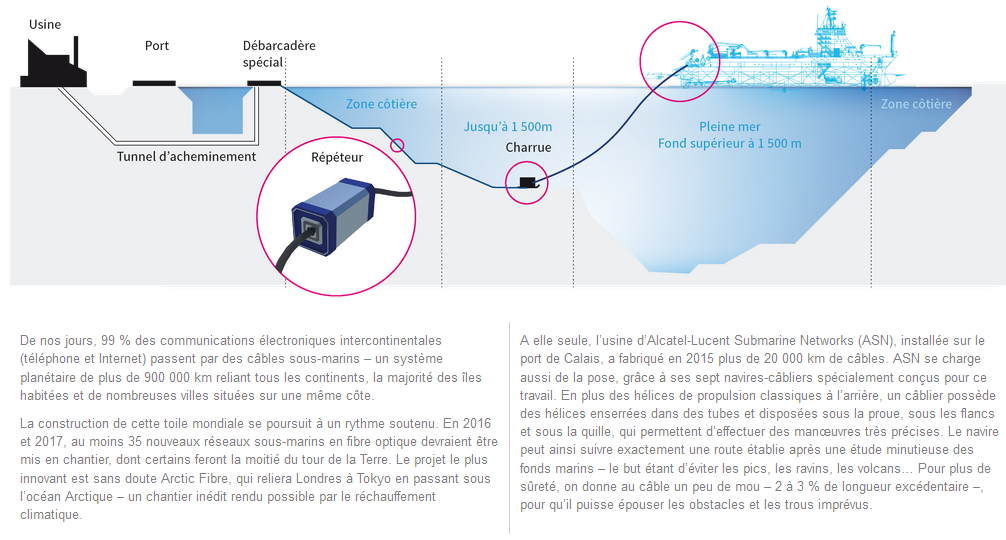 Usine
Port
Débarcadère
spécial
Zone côtière
Jusqu'à 1 500m
Charrue
Pleine mer
Fond supérieur à 1 500 m
Zone côtière
Tunnel d'acheminement
Répéteur
De nos jours, 99 % des communications électroniques intercontinentales
(téléphone et Internet) passent par des câbles sous-marins – un système
planétaire de plus de 900 000 km reliant tous les continents, la majorité des îles
habitées et de nombreuses villes situées sur une même côte.
La construction de cette toile mondiale se poursuit à un rythme soutenu. En 2016
et 2017, au moins 35 nouveaux réseaux sous-marins en fibre optique devraient être
mis en chantier, dont certains feront la moitié du tour de la Terre. Le projet le plus
innovant est sans doute Arctic Fibre, qui reliera Londres à Tokyo en passant sous
l'océan Arctique – un chantier inédit rendu possible par le réchauffement
climatique.
A elle seule, l'usine d'Alcatel-Lucent Submarine Networks (ASN), installée sur le
port de Calais, a fabriqué en 2015 plus de 20 000 km de câbles. ASN se charge
aussi de la pose, grâce à ses sept navires-câbliers spécialement conçus pour ce
travail. En plus des hélices de propulsion classiques à l'arrière, un câblier possède
des hélices enserrées dans des tubes et disposées sous la proue, sous les flancs
et sous la quille, qui permettent d'effectuer des manœuvres très précises. Le navire
peut ainsi suivre exactement une route établie après une étude minutieuse des
fonds marins – le but étant d'éviter les pics, les ravins, les volcans… Pour plus de
sûreté, on donne au câble un peu de mou – 2 à 3 % de longueur excédentaire –,
pour qu'il puisse épouser les obstacles et les trous imprévus.